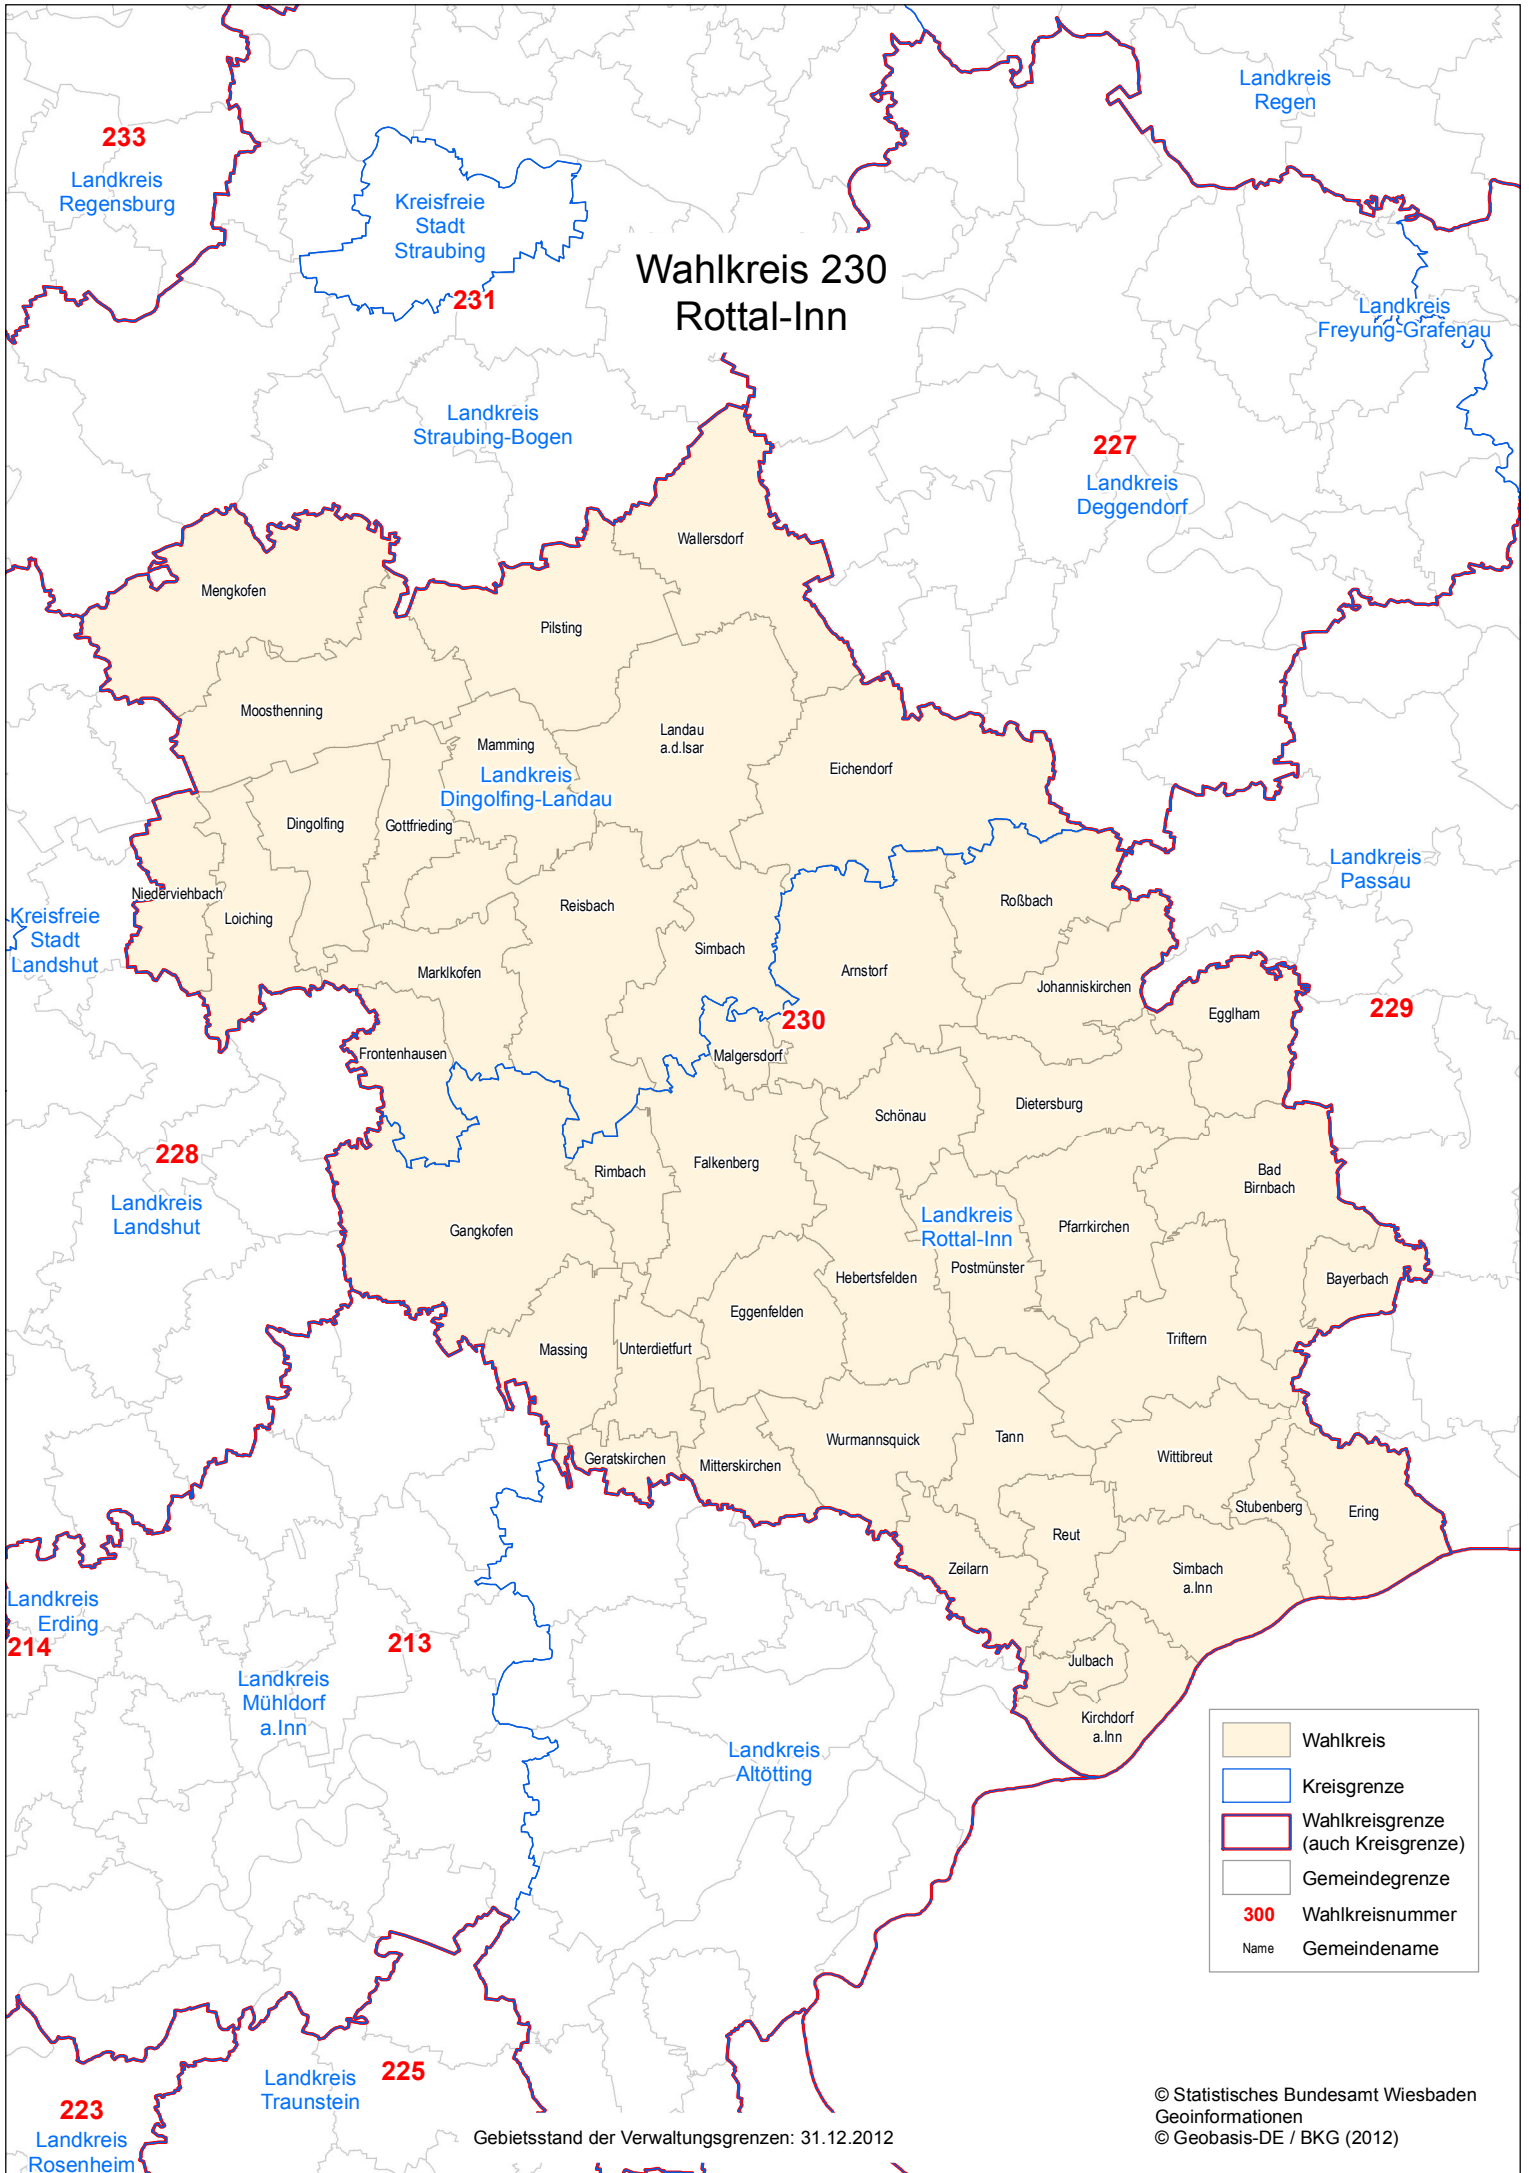 Wahlkreis 230
Rottal-Inn
Landkreis
Regen
233
Landkreis
Regensburg
Kreisfreie
Stadt
Straubing
231
Landkreis
Freyung-Grafenau
Landkreis
Straubing-Bogen
227
Landkreis
Deggendorf
Wallersdorf
Mengkofen
Pilsting
Moosthenning
Landau
a.d.Isar
Mamming
Landkreis
Dingolfing-Landau
Eichendorf
Dingolfing
Gottfrieding
Landkreis
Passau
Niederviehbach
Loiching
Reisbach
Roßbach
Kreisfreie
Stadt
Landshut
Simbach
Marklkofen
Arnstorf
Johanniskirchen
Egglham
229
230
Frontenhausen
Malgersdorf
Schönau
Dietersburg
228
Landkreis
Landshut
Rimbach
Falkenberg
Bad
Birnbach
Gangkofen
Landkreis
Rottal-Inn
Pfarrkirchen
Postmünster
Hebertsfelden
Bayerbach
Eggenfelden
Massing
Unterdietfurt
Triftern
Wurmannsquick
Tann
Geratskirchen
Mitterskirchen
Wittibreut
Stubenberg
Ering
Reut
Zeilarn
Simbach
a.Inn
Landkreis
Erding
214
213
Julbach
Landkreis
Mühldorf
a.Inn
Kirchdorf
a.Inn
Landkreis
Altötting
Wahlkreis
Kreisgrenze
Wahlkreisgrenze
(auch Kreisgrenze)
Gemeindegrenze
300 Wahlkreisnummer
Name Gemeindename
225
Landkreis
Traunstein
223
Landkreis
Rosenheim
Gebietsstand der Verwaltungsgrenzen: 31.12.2012
© Statistisches Bundesamt Wiesbaden
Geoinformationen
© Geobasis-DE / BKG (2012)